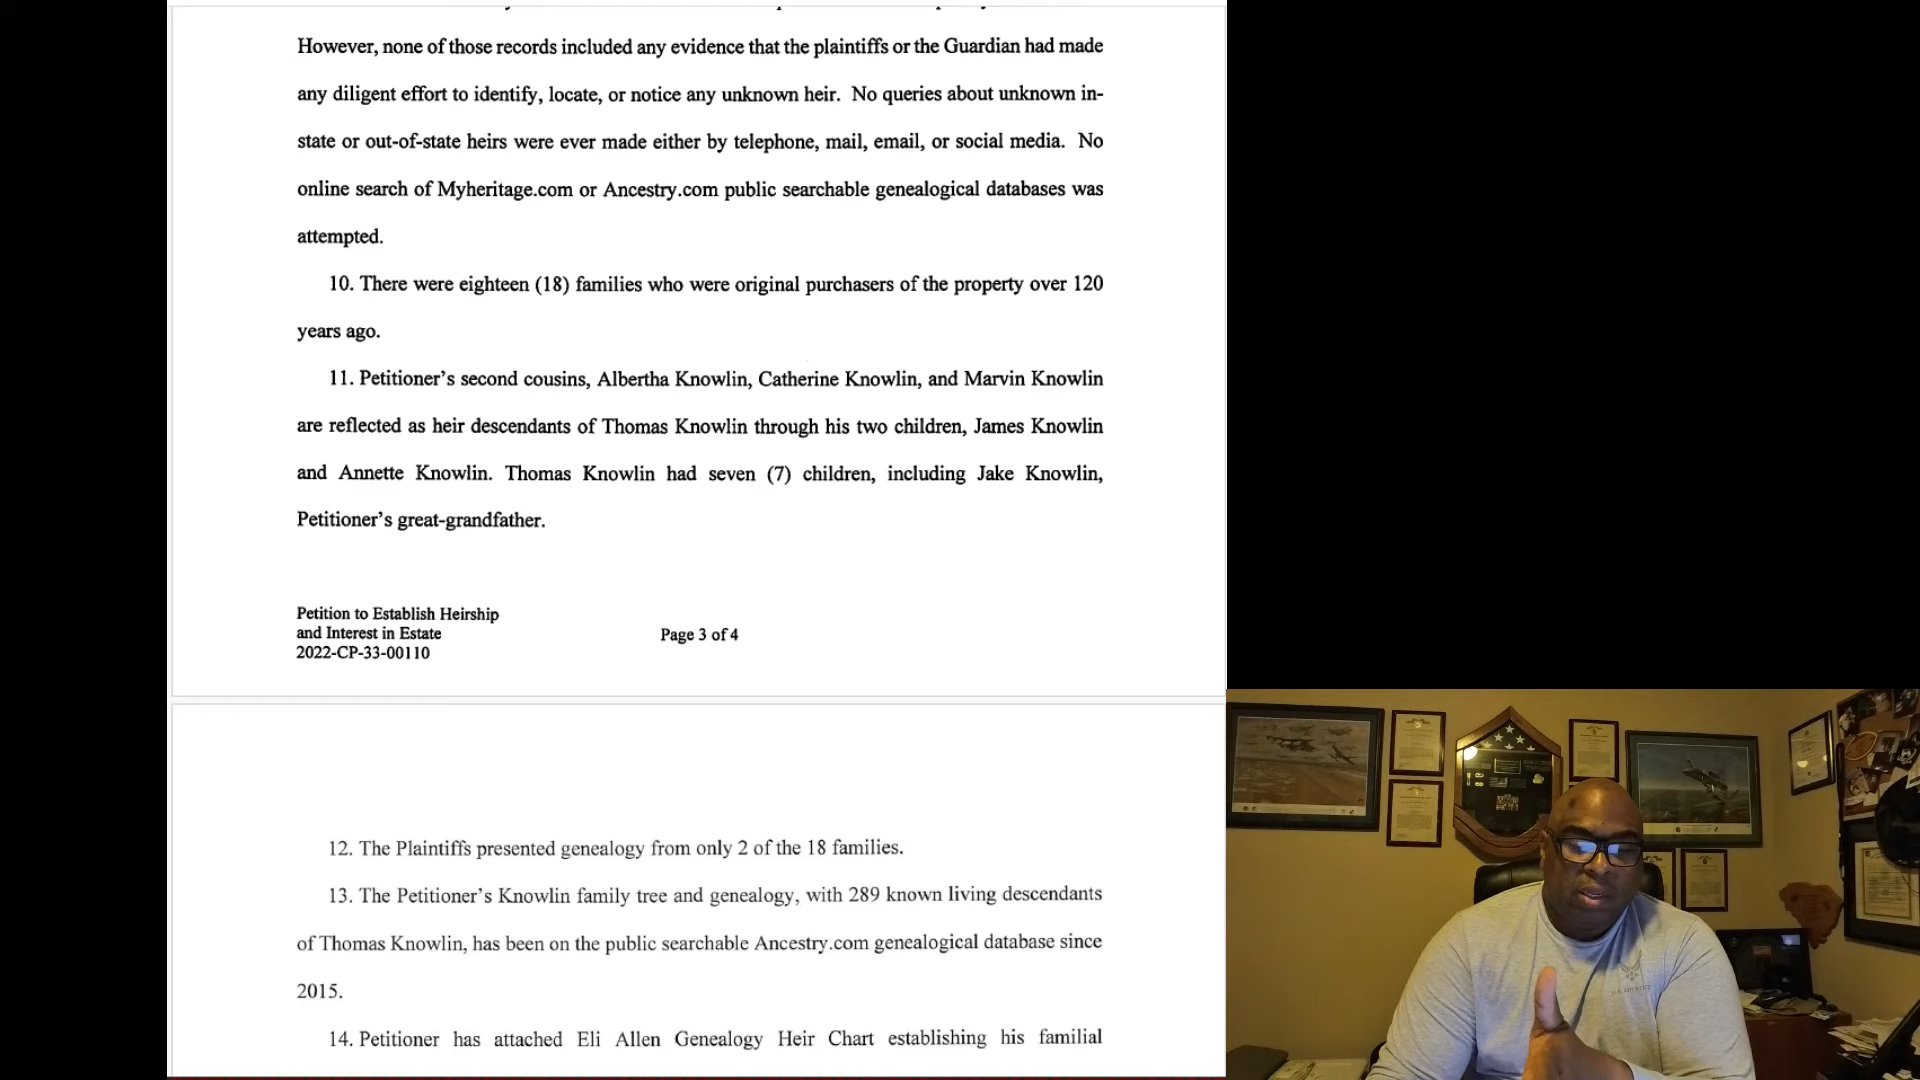 However, none of those records included any evidence that the plaintiffs or the Guardian had made
any diligent effort to identify, locate, or notice any unknown heir. No queries about unknown in-
state or out-of-state heirs were ever made either by telephone, mail, email, or social media. No
online search of Myheritage.com or Ancestry.com public searchable genealogical databases was
attempted.
10. There were eighteen (18) families who were original purchasers of the property over 120
years ago.
11. Petitioner's second cousins, Albertha Knowlin, Catherine Knowlin, and Marvin Knowlin
are reflected as heir descendants of Thomas Knowlin through his two children, James Knowlin
and Annette Knowlin. Thomas Knowlin had seven (7) children, including Jake Knowlin,
Petitioner's great-grandfather.
Petition to Establish Heirship
and Interest in Estate
2022-CP-33-00110
Page 3 of 4
12. The Plaintiffs presented genealogy from only 2 of the 18 families.
13. The Petitioner's Knowlin family tree and genealogy, with 289 known living descendants
of Thomas Knowlin, has been on the public searchable Ancestry.com genealogical database since
2015.
14. Petitioner has attached Eli Allen Genealogy Heir Chart establishing his familial